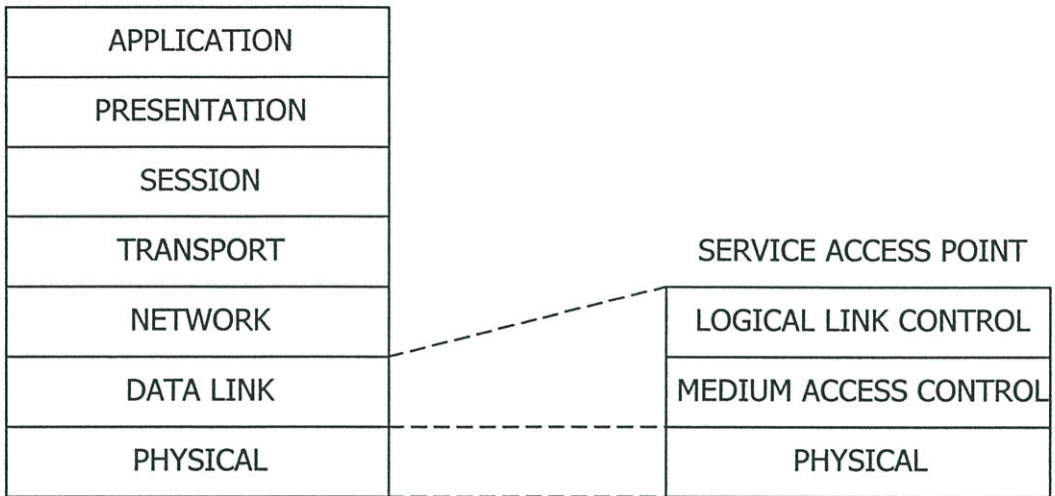 APPLICATION
PRESENTATION
SESSION
TRANSPORT
NETWORK
DATA LINK
PHYSICAL
SERVICE ACCESS POINT
LOGICAL LINK CONTROL
MEDIUM ACCESS CONTROL
PHYSICAL